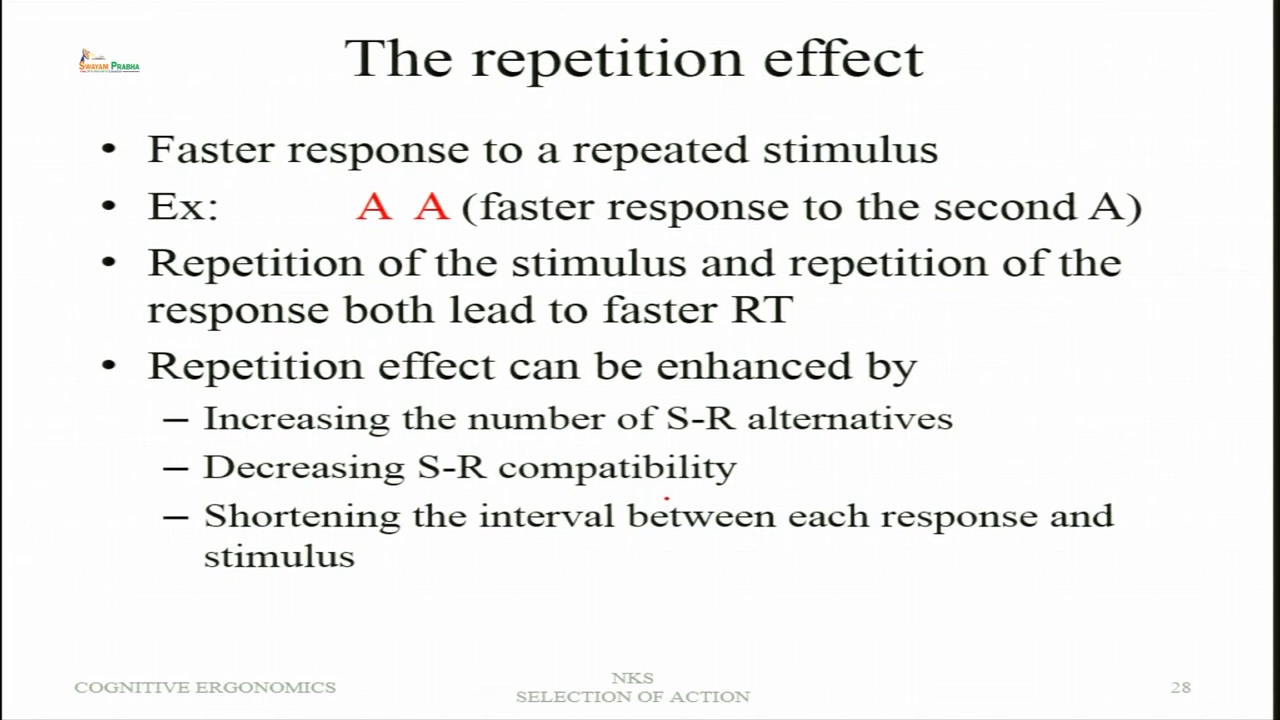 SWAYAM PRABHA
The repetition effect
• Faster response to a repeated stimulus
• Ex: A A (faster response to the second A)
• Repetition of the stimulus and repetition of the
response both lead to faster RT
• Repetition effect can be enhanced by
– Increasing the number of S-R alternatives
– Decreasing S-R compatibility
– Shortening the interval between each response and
stimulus
COGNITIVE ERGONOMICS
NKS
SELECTION OF ACTION
28